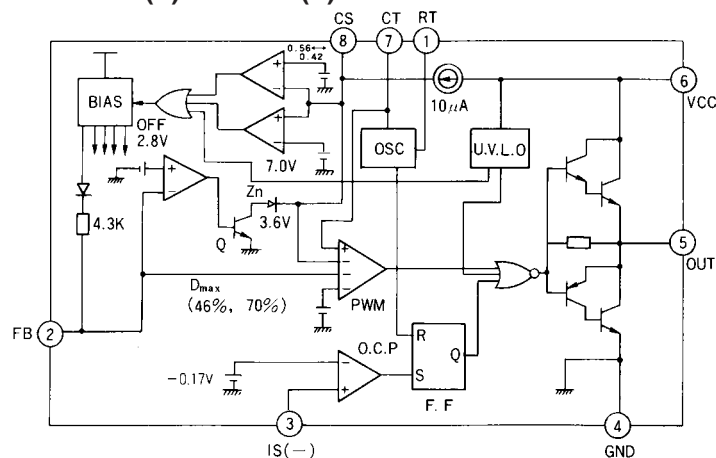 CS CT RT
8 7 1
0.56
0.42
6
VCC
BIAS
10μA
OFF
2.8V
7.0V
OSC
U.V.L.O
Zn
3.6V
4.3K
Q
5
OUT
Dmax
(46%, 70%)
PWM
FB 2
O.C.P
R
Q
S
-0.17V
F.F
3
IS(-)
4
GND